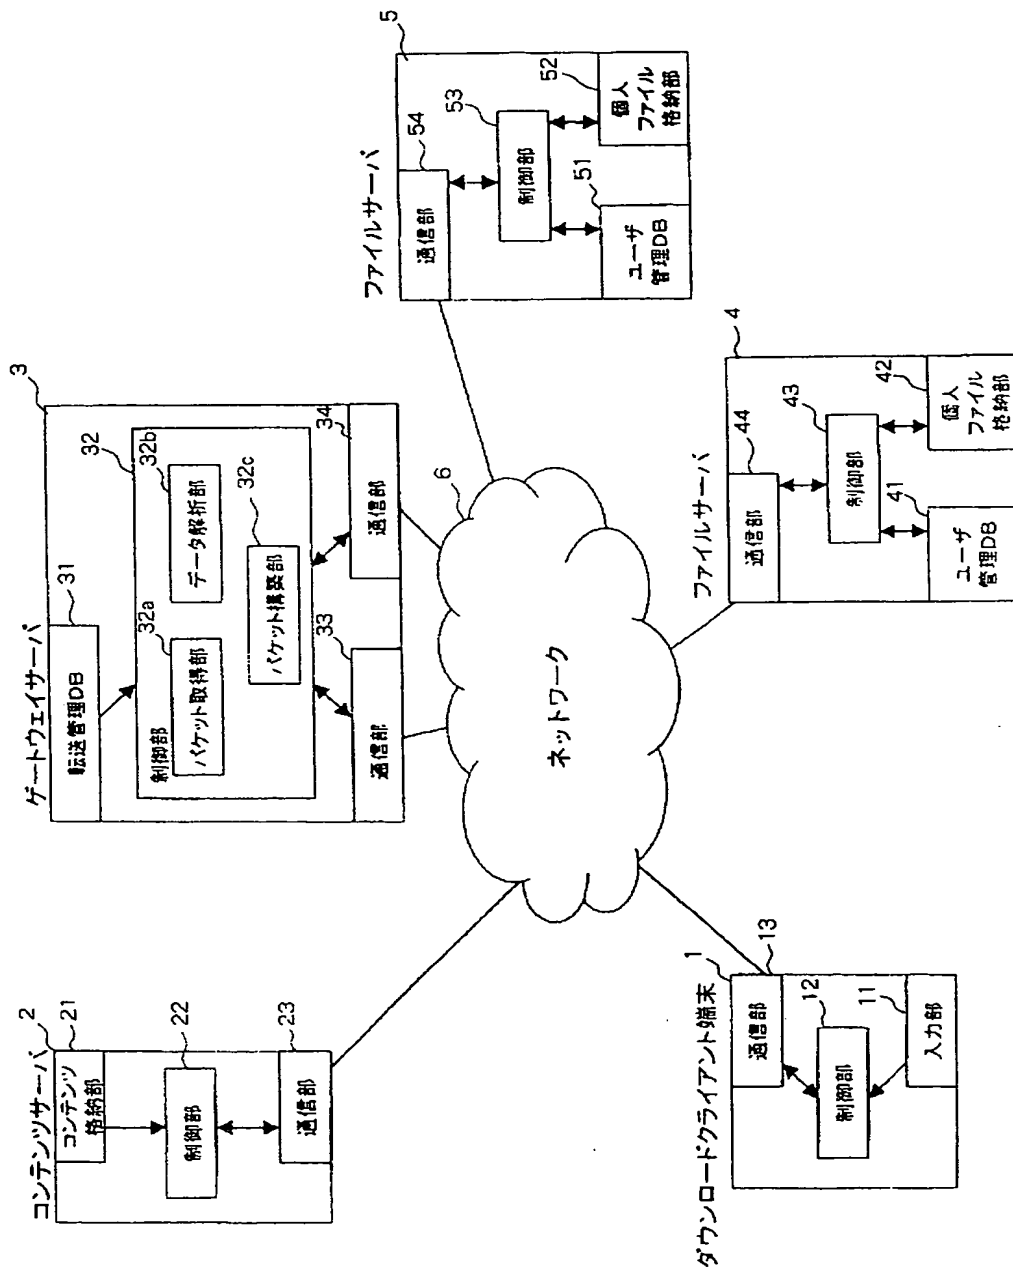 コンテンツサーバ
2
21
コンテンツ
格納部
22
制御部
23
通信部
ゲートウェイサーバ
3
31
転送管理DB
32
制御部
32a
パケット取得部
32b
データ解析部
32c
パケット構築部
33
通信部
34
通信部
ファイルサーバ
5
54
通信部
53
制御部
51
ユーザ
管理DB
52
個人
ファイル
格納部
6
ネットワーク
ダウンロードクライアント端末
1
13
通信部
12
制御部
11
入力部
ファイルサーバ
4
44
通信部
43
制御部
41
ユーザ
管理DB
42
個人
ファイル
格納部